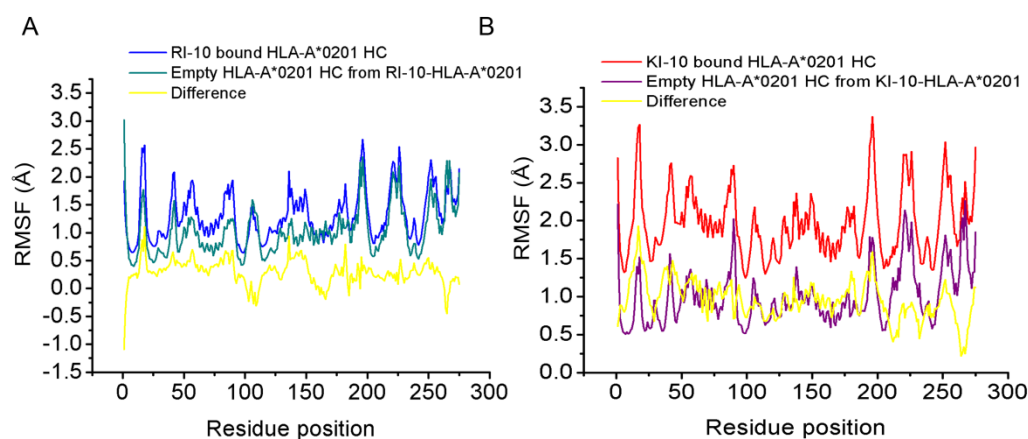 A
RI-10 bound HLA-A*0201 HC
Empty HLA-A*0201 HC from RI-10-HLA-A*0201
Difference
3.5
3.0
2.5
2.0
1.5
1.0
0.5
0.0
-0.5
-1.0
-1.5
RMSF (Å)
0
50
100
150
200
250
300
Residue position
B
KI-10 bound HLA-A*0201 HC
Empty HLA-A*0201 HC from KI-10-HLA-A*0201
Difference
3.5
3.0
2.5
2.0
1.5
1.0
0.5
0.0
RMSF (Å)
0
50
100
150
200
250
300
Residue position